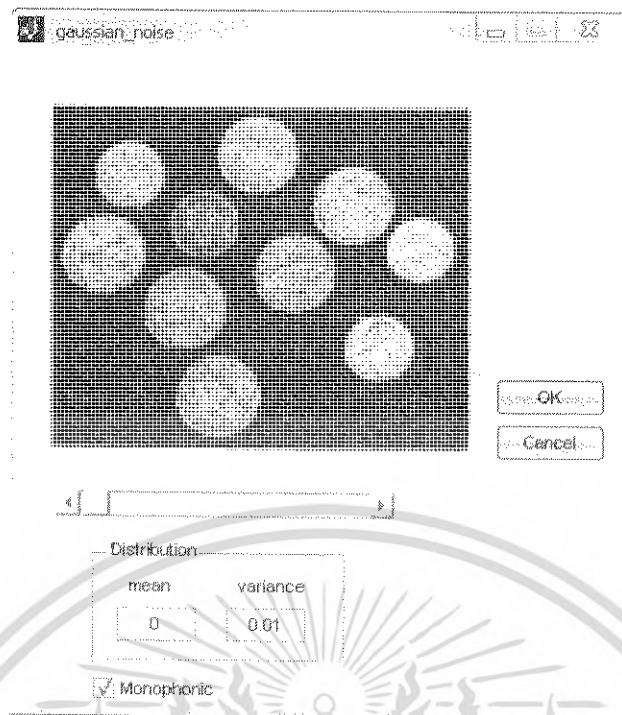 gaussian_noise
OK
Cancel
Distribution
mean variance
0 0.01
Monophonic